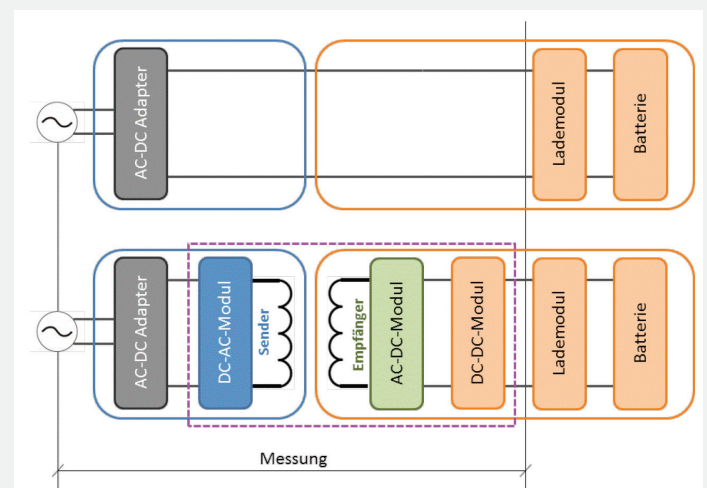 AC-DC Adapter
Lademodul
Batterie
AC-DC Adapter
DC-AC-Modul
Sender
Empfänger
AC-DC-Modul
DC-DC-Modul
Lademodul
Batterie
Messung